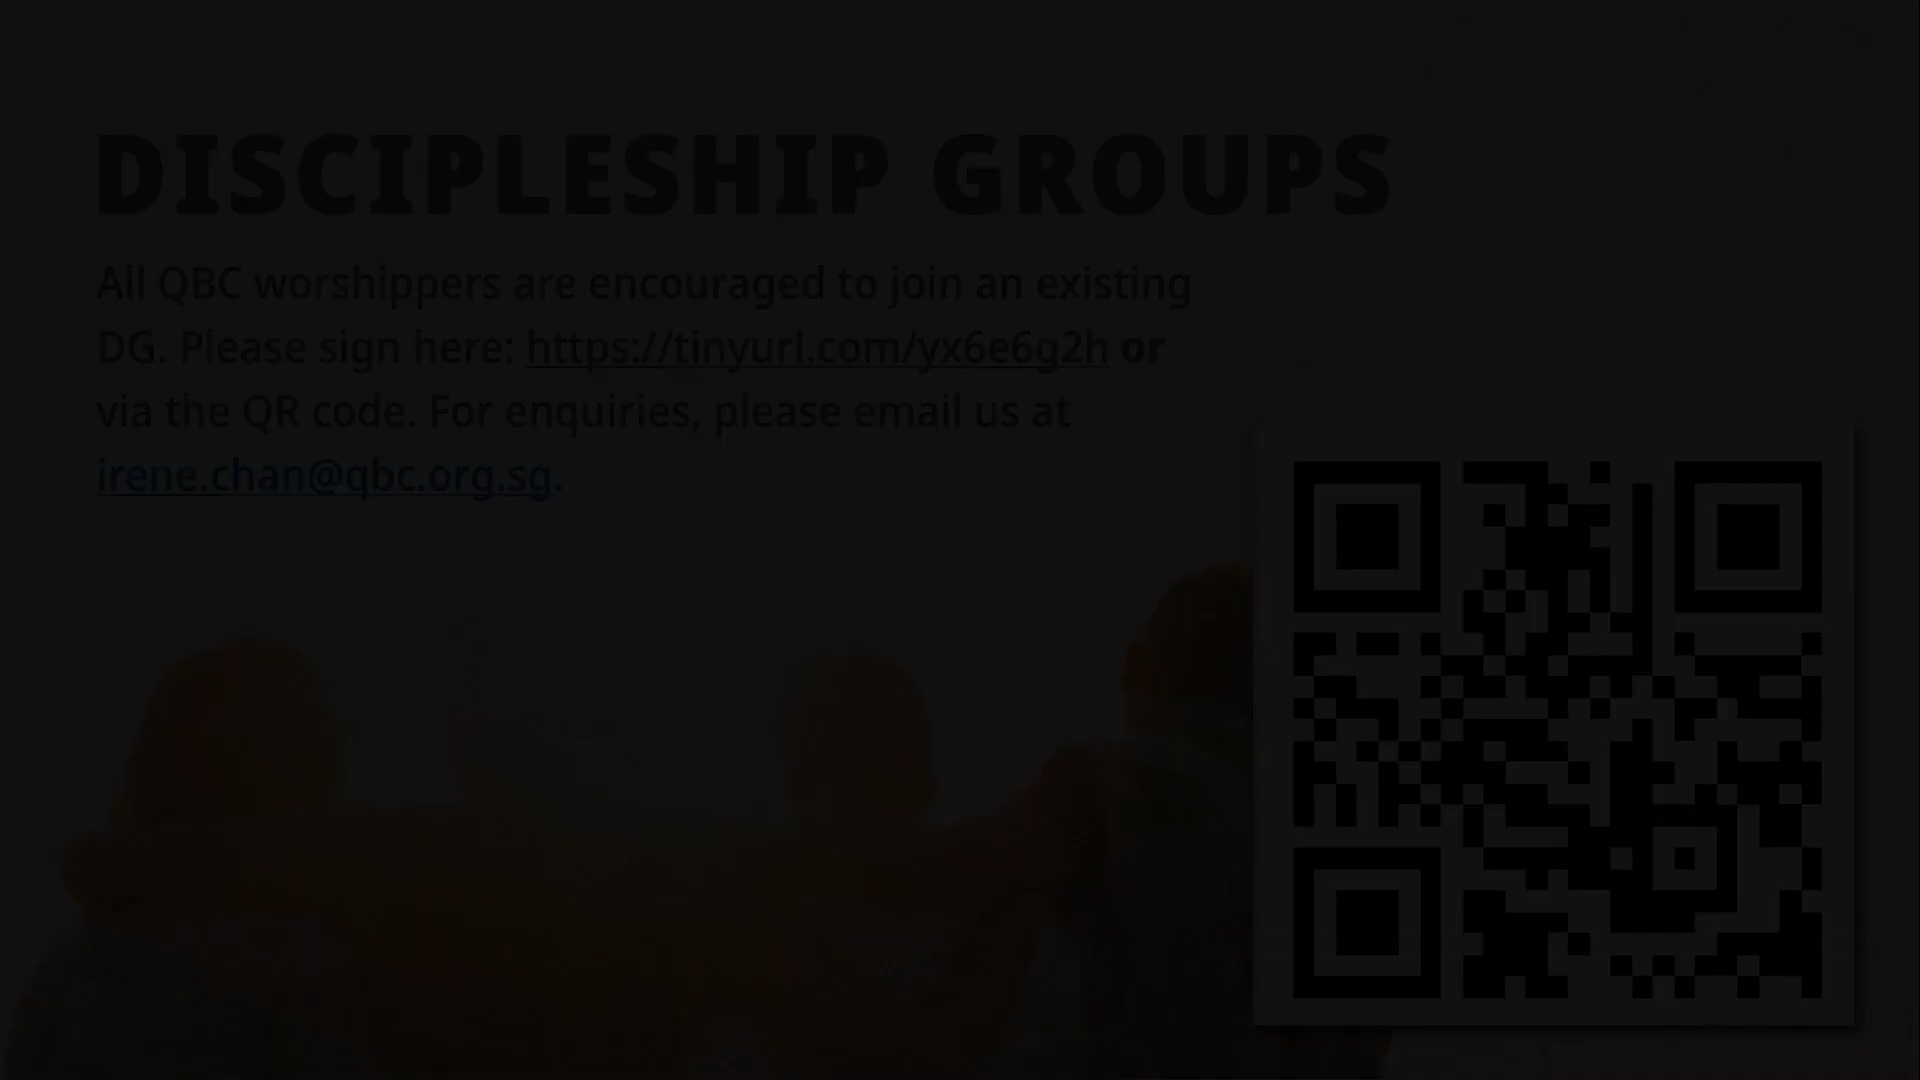 DISCIPLESHIP GROUPS
All QBC worshippers are encouraged to join an existing
DG. Please sign here: https://tinyurl.com/yx6e6g2h or
via the QR code. For enquiries, please email us at
irene.chan@qbc.org.sg.